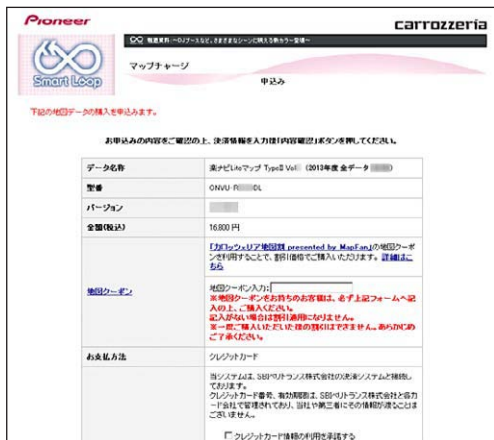 Pioneer
carrozzeria
Smart Loop
マップチャージ
申込み
下記の地図データの購入を申込みます。
お申込みの内容をご確認の上、決済情報を入力後「内容確認」ボタンを押してください。
データ名称
楽ナビLiteマップ TypeⅡ Vol (2013年度 全データ )
型番
CNVU-R DL
バージョン
金額(税込)
16,800 円
地図クーポン
「カロッツェリア地図割 presented by MapFan」の地図クーポ
ンを利用することで、割引価格でご購入いただけます。詳細はこ
ちら
地図クーポン入力:
※地図クーポンをお持ちのお客様は、必ず上記フォームへ記
入の上、ご購入ください。
記入がない場合は割引適用になりません。
※一度ご購入いただいた後の割引はできません。あらかじめ
ご了承ください。
お支払方法
クレジットカード
当システムは、SBIベリトランス株式会社の決済システムと接続し
ております。
クレジットカード番号、有効期限は、SBIベリトランス株式会社と各カ
ード会社で管理されており、当社や第三者にその情報が渡ることは
ございません。
クレジットカード情報の利用を承諾する